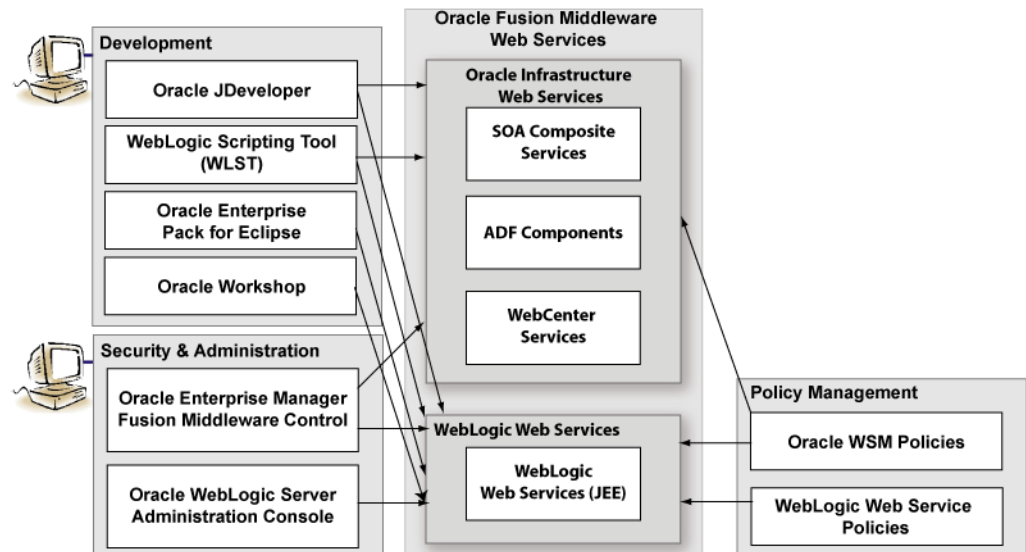 Development
Oracle JDeveloper
WebLogic Scripting Tool
(WLST)
Oracle Enterprise
Pack for Eclipse
Oracle Workshop
Security & Administration
Oracle Enterprise Manager
Fusion Middleware Control
Oracle WebLogic Server
Administration Console
Oracle Fusion Middleware
Web Services
Oracle Infrastructure
Web Services
SOA Composite
Services
ADF Components
WebCenter
Services
WebLogic Web Services
WebLogic
Web Services (JEE)
Policy Management
Oracle WSM Policies
WebLogic Web Service
Policies